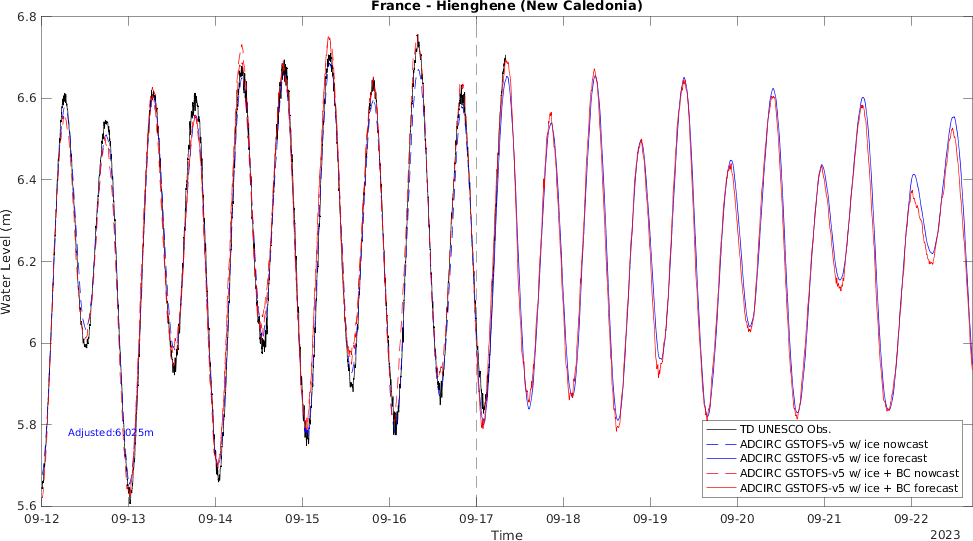 France - Hienghene (New Caledonia)
6.8
6.6
6.4
6.2
6
5.8
5.6
Water Level (m)
Adjusted:6.025m
TD UNESCO Obs.
ADCIRC GSTOFS-v5 w/ ice nowcast
ADCIRC GSTOFS-v5 w/ ice forecast
ADCIRC GSTOFS-v5 w/ ice + BC nowcast
ADCIRC GSTOFS-v5 w/ ice + BC forecast
09-12 09-13 09-14 09-15 09-16 09-17 09-18 09-19 09-20 09-21 09-22
Time
2023